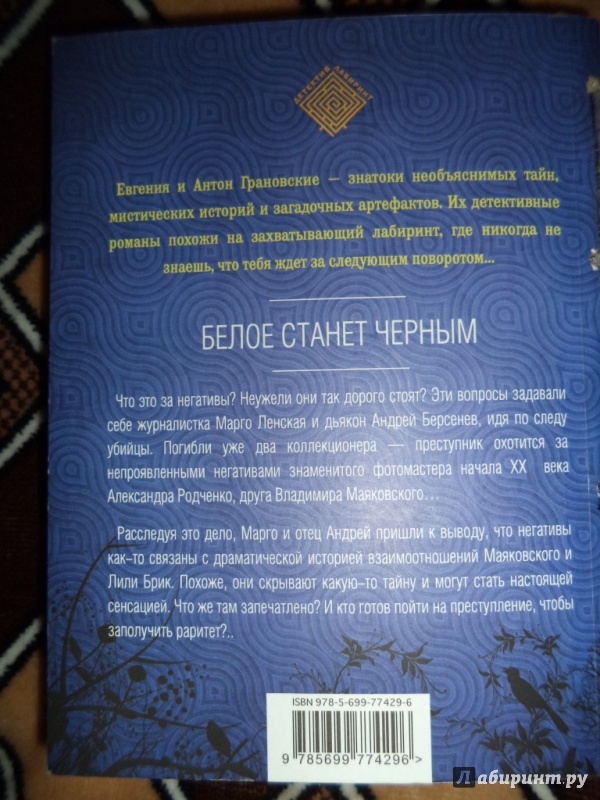 ДЕТЕКТИВ ЛАБИРИНТ
Евгения и Антон Грановские — знатоки необъяснимых тайн,
мистических историй и загадочных артефактов. Их детективные
романы похожи на захватывающий лабиринт, где никогда не
знаешь, что тебя ждет за следующим поворотом...
БЕЛОЕ СТАНЕТ ЧЕРНЫМ
Что это за негативы? Неужели они так дорого стоят? Эти вопросы задавали
себе журналистка Марго Ленская и дьякон Андрей Берсенев, идя по следу
убийцы. Погибли уже два коллекционера — преступник охотится за
непроявленными негативами знаменитого фотомастера начала XX века
Александра Родченко, друга Владимира Маяковского...
Расследуя это дело, Марго и отец Андрей пришли к выводу, что негативы
как-то связаны с драматической историей взаимоотношений Маяковского и
Лили Брик. Похоже, они скрывают какую-то тайну и могут стать настоящей
сенсацией. Что же там запечатлено? И кто готов пойти на преступление, чтобы
заполучить раритет?..
ISBN 978-5-699-77429-6
9 785699 774296 >
Лабиринт.ру